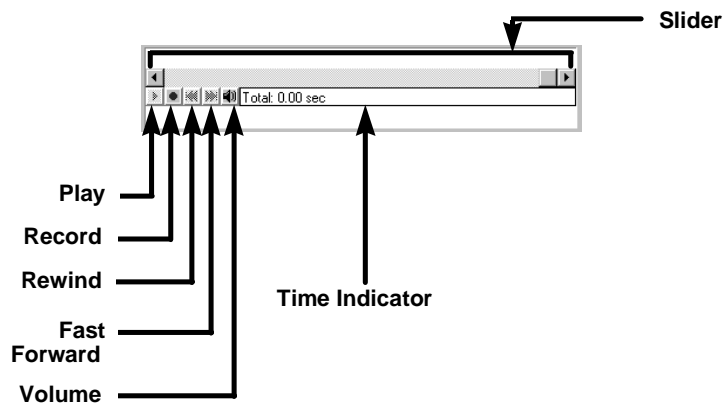 Slider
Total: 0.00 sec
Play
Record
Rewind
Time Indicator
Fast
Forward
Volume